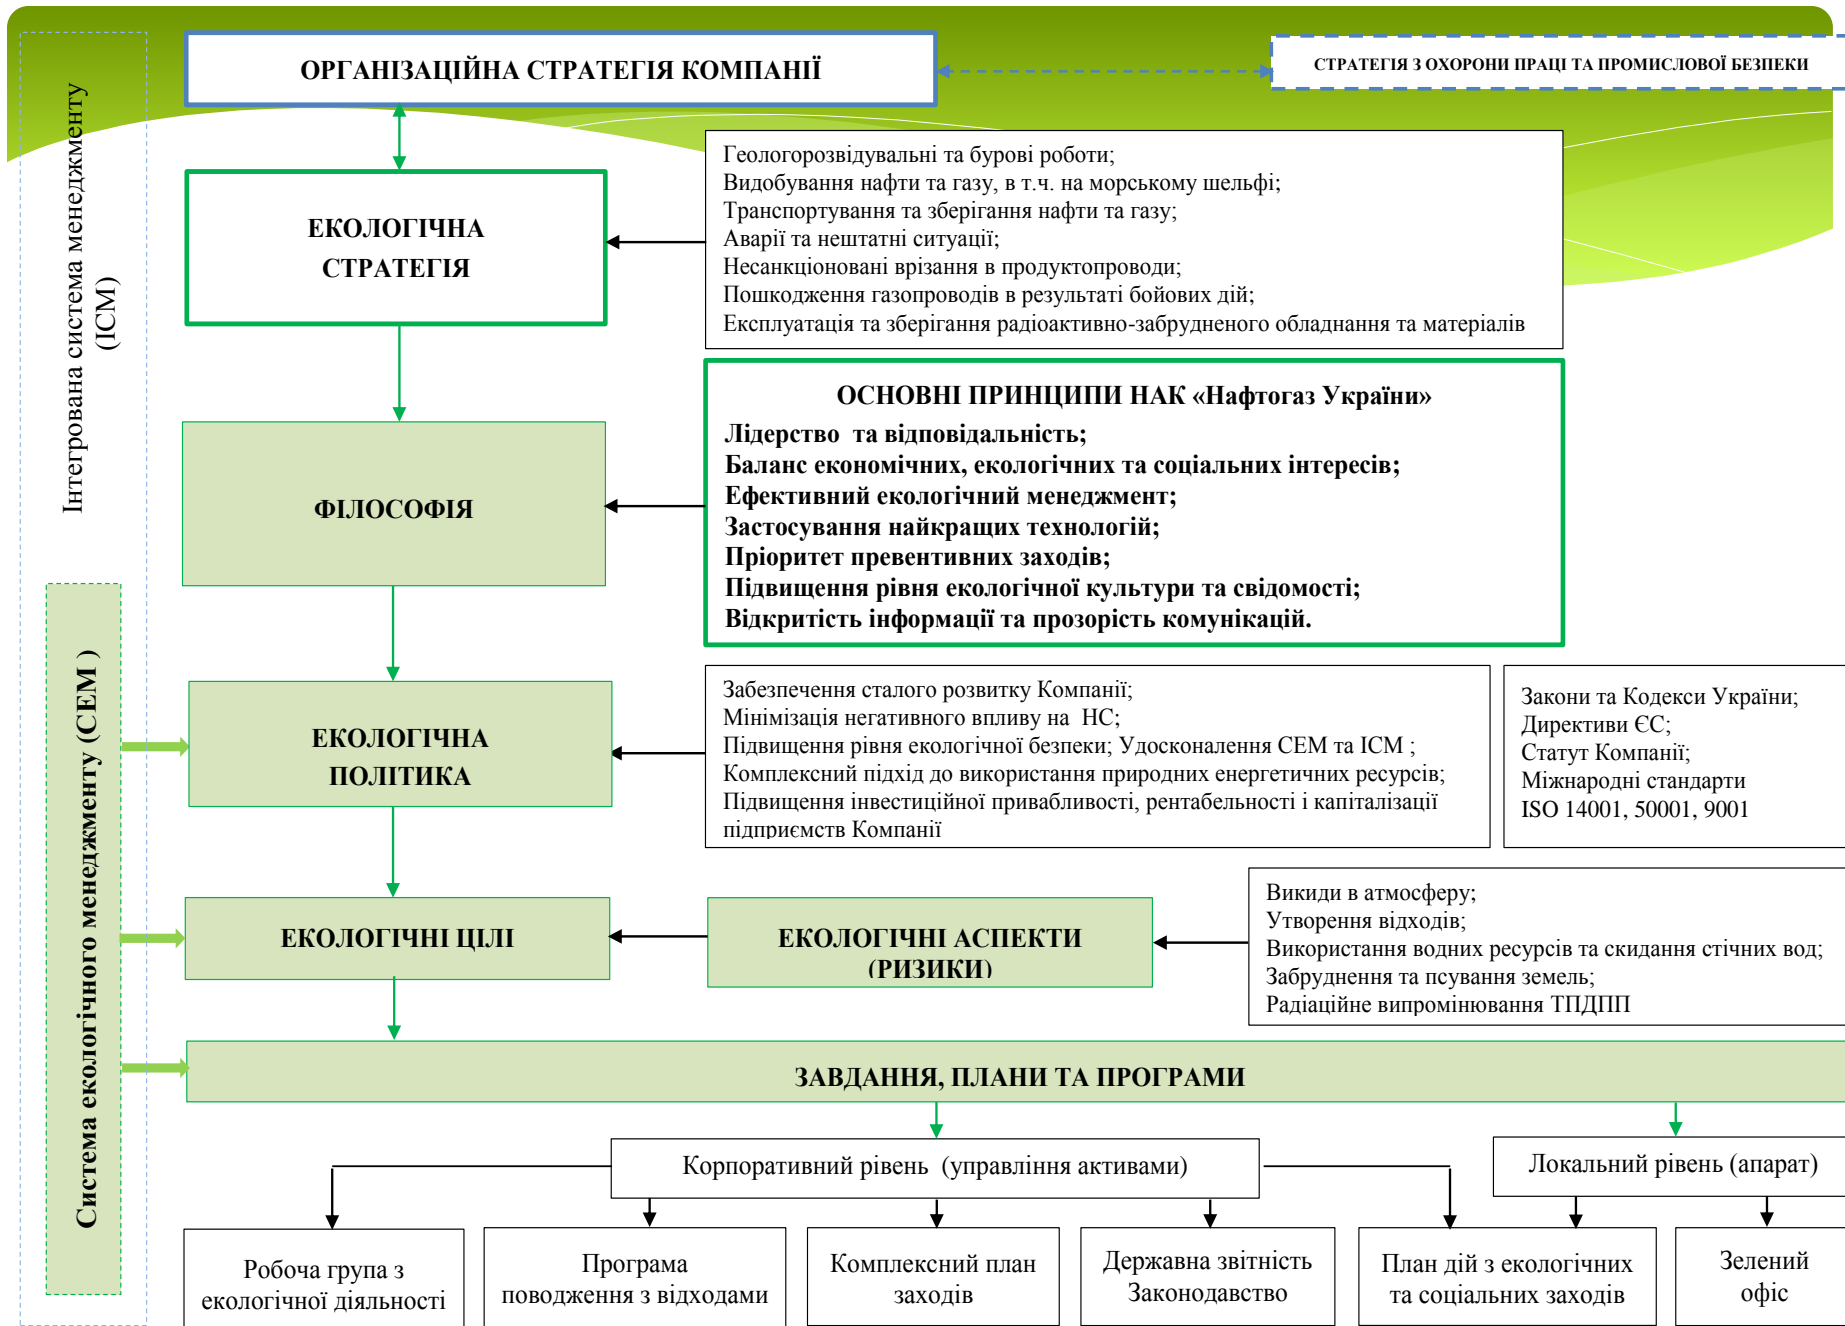 ОРГАНІЗАЦІЙНА СТРАТЕГІЯ КОМПАНІЇ
СТРАТЕГІЯ З ОХОРОНИ ПРАЦІ ТА ПРОМИСЛОВОЇ БЕЗПЕКИ
Інтегрована система менеджменту
(ІСМ)
Система екологічного менеджменту (СЕМ )
ЕКОЛОГІЧНА
СТРАТЕГІЯ
Геологорозвідувальні та бурові роботи;
Видобування нафти та газу, в т.ч. на морському шельфі;
Транспортування та зберігання нафти та газу;
Аварії та нештатні ситуації;
Несанкціоновані врізання в продуктопроводи;
Пошкодження газопроводів в результаті бойових дій;
Експлуатація та зберігання радіоактивно-забрудненого обладнання та матеріалів
ФІЛОСОФІЯ
ОСНОВНІ ПРИНЦИПИ НАК «Нафтогаз України»
Лідерство та відповідальність;
Баланс економічних, екологічних та соціальних інтересів;
Ефективний екологічний менеджмент;
Застосування найкращих технологій;
Пріоритет превентивних заходів;
Підвищення рівня екологічної культури та свідомості;
Відкритість інформації та прозорість комунікацій.
ЕКОЛОГІЧНА
ПОЛІТИКА
Забезпечення сталого розвитку Компанії;
Мінімізація негативного впливу на НС;
Підвищення рівня екологічної безпеки; Удосконалення СЕМ та ІСМ ;
Комплексний підхід до використання природних енергетичних ресурсів;
Підвищення інвестиційної привабливості, рентабельності і капіталізації
підприємств Компанії
Закони та Кодекси України;
Директиви ЄС;
Статут Компанії;
Міжнародні стандарти
ISO 14001, 50001, 9001
ЕКОЛОГІЧНІ ЦІЛІ
ЕКОЛОГІЧНІ АСПЕКТИ
(РИЗИКИ)
Викиди в атмосферу;
Утворення відходів;
Використання водних ресурсів та скидання стічних вод;
Забруднення та псування земель;
Радіаційне випромінювання ТПДПП
ЗАВДАННЯ, ПЛАНИ ТА ПРОГРАМИ
Корпоративний рівень (управління активами)
Локальний рівень (апарат)
Робоча група з
екологічної діяльності
Програма
поводження з відходами
Комплексний план
заходів
Державна звітність
Законодавство
План дій з екологічних
та соціальних заходів
Зелений
офіс